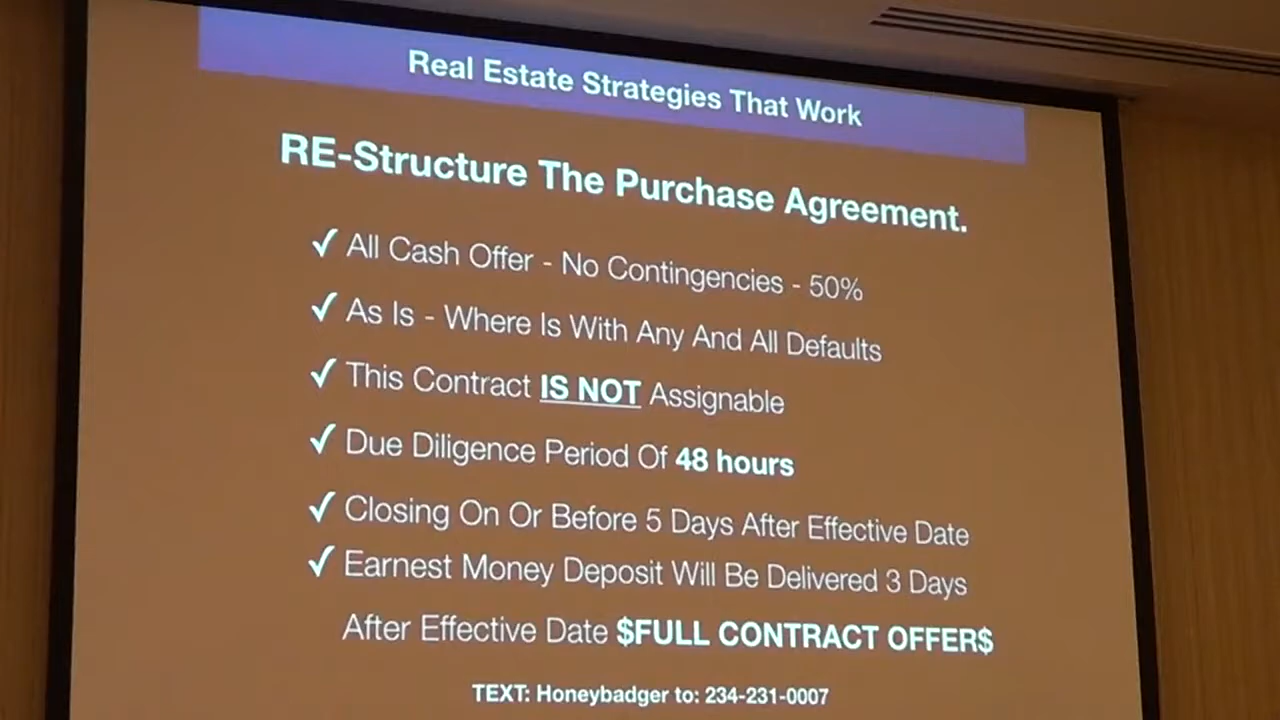 Real Estate Strategies That Work
RE-Structure The Purchase Agreement.
✓ All Cash Offer - No Contingencies - 50%
✓ As Is - Where Is With Any And All Defaults
✓ This Contract IS NOT Assignable
✓ Due Diligence Period Of 48 hours
✓ Closing On Or Before 5 Days After Effective Date
✓ Earnest Money Deposit Will Be Delivered 3 Days
After Effective Date $FULL CONTRACT OFFER$
TEXT: Honeybadger to: 234-231-0007